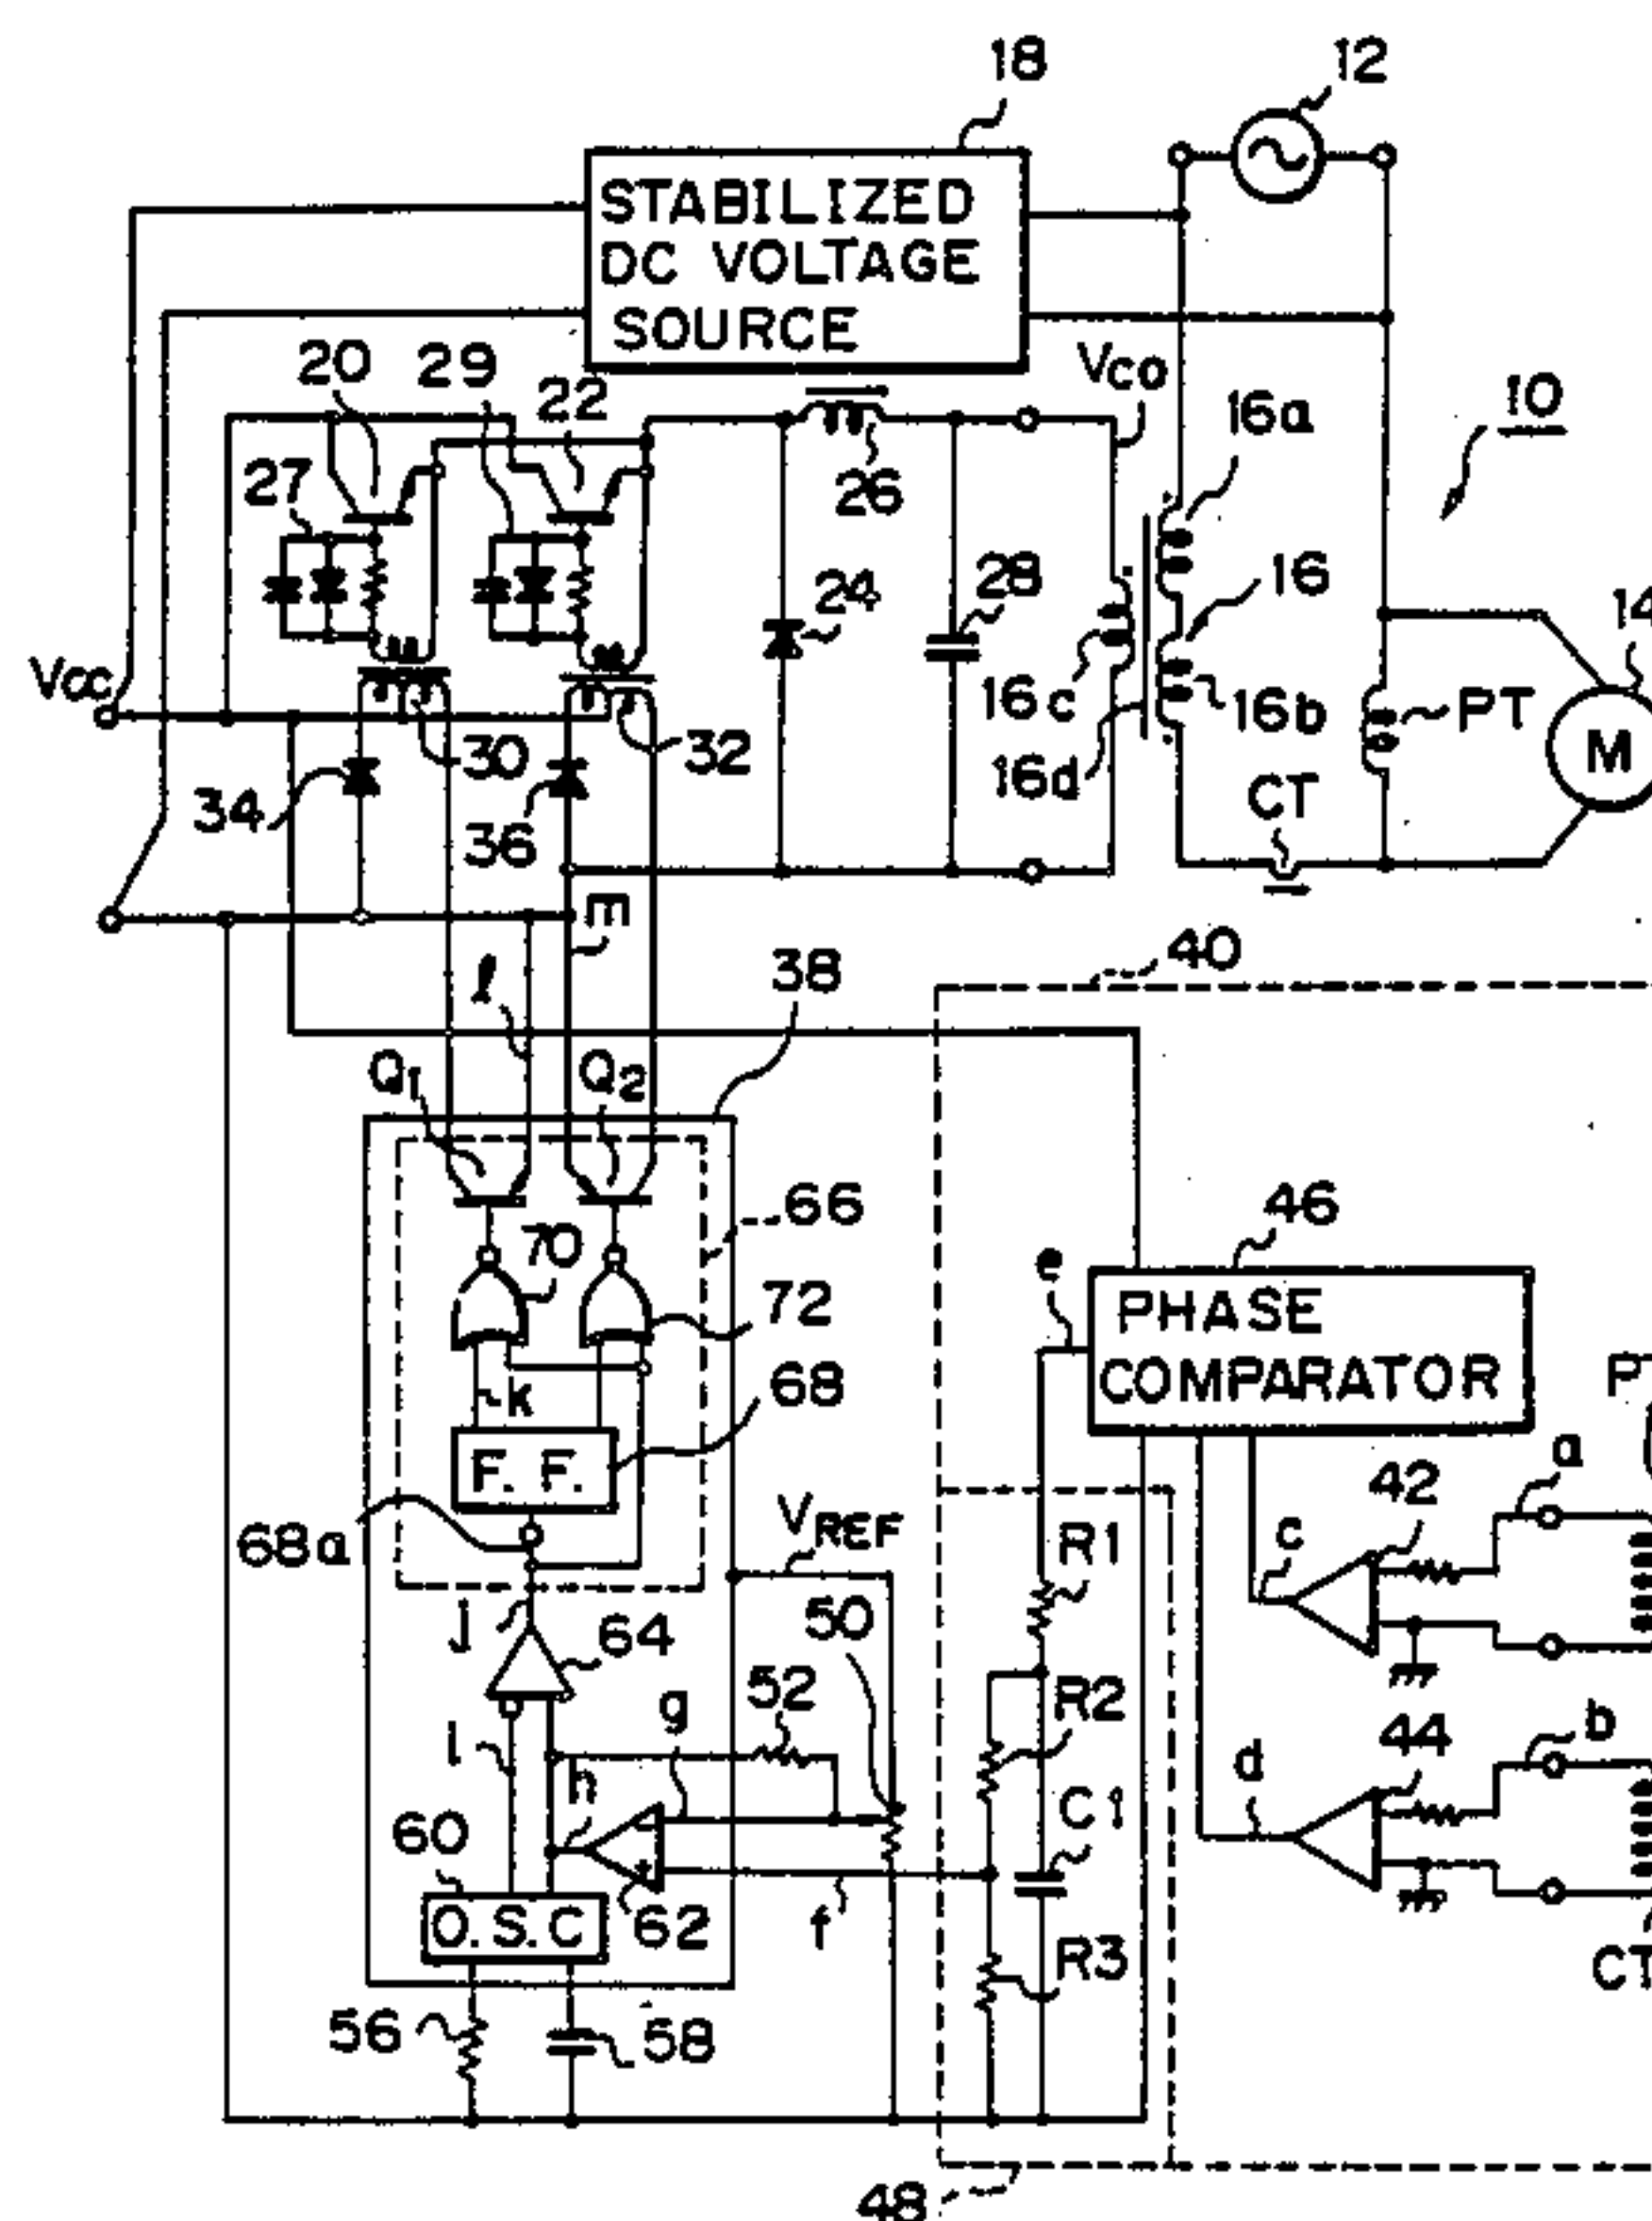 18
12
STABILIZED
DC VOLTAGE
SOURCE
VCO
20
29
22
16a
10
27
26
24
28
16
14
VCC
16c
16b
PT
M
30
32
16d
34
36
CT
m
l
38
40
Q1
Q2
66
46
70
e
PHASE
COMPARATOR
72
k
68
F. F.
a
42
68a
VREF
R1
c
j
64
50
52
R2
b
g
44
i
h
d
C1
60
−
+
O.S.C
62
f
R3
56
58
CT
48